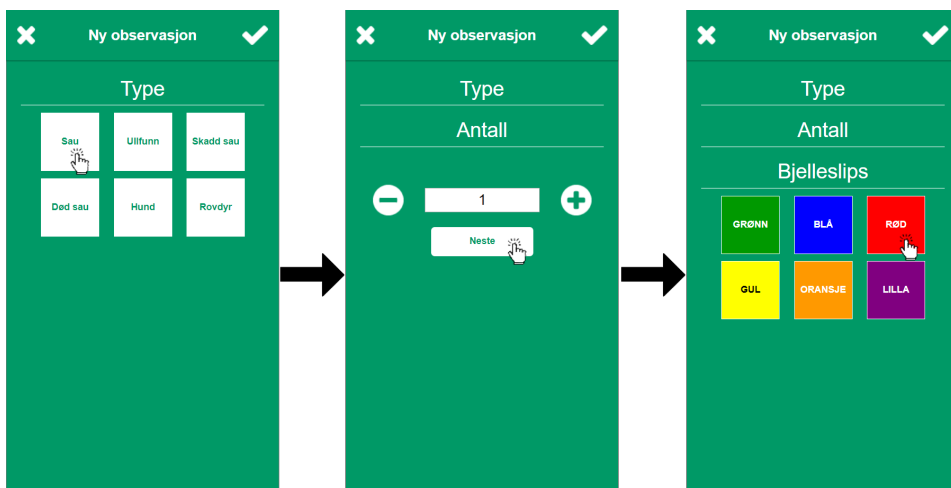 Ny observasjon
Type
Sau
Ullfunn
Skadd sau
Død sau
Hund
Rovdyr
Ny observasjon
Type
Antall
1
Neste
Ny observasjon
Type
Antall
Bjelleslips
GRØNN
BLÅ
RØD
GUL
ORANSJE
LILLA